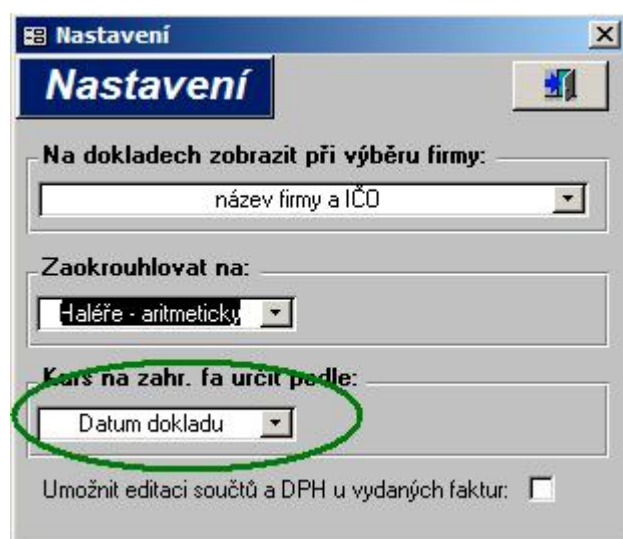 Nastavení
Nastavení
Na dokladech zobrazit při výběru firmy:
název firmy a IČO
Zaokrouhlovat na:
Haléře - aritmeticky
Kurs na zahr. fa určit podle:
Datum dokladu
Umožnit editaci součtů a DPH u vydaných faktur: